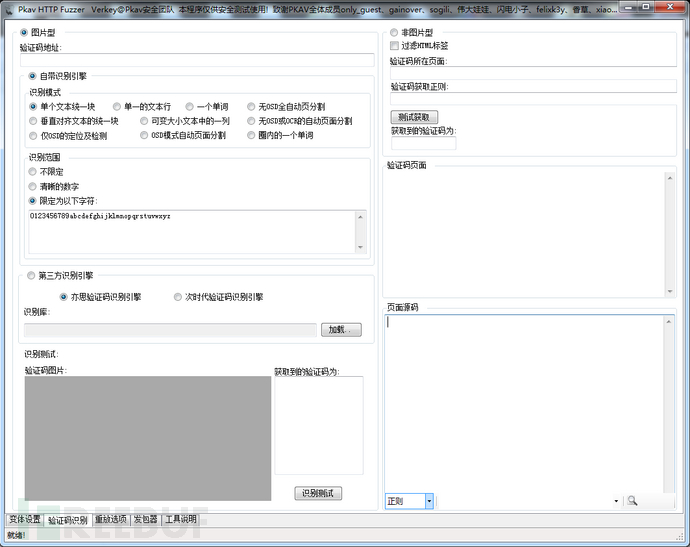 Pkav HTTP Fuzzer Verkey@Pkav安全团队 本程序仅供安全测试使用! 致谢PKAV全体成员only_guest、gainover、sogili、伟大娃娃、闪电小子、felixk3y、香草、xiao...
图片型
验证码地址:
自带识别引擎
识别模式
单个文本统一块 单一的文本行 一个单词 无OSD全自动页分割
垂直对齐文本的统一块 可变大小文本中的一列 无OSD或OCR的自动页面分割
仅OSD的定位及检测 OSD模式自动页面分割 圈内的一个单词
识别范围
不限定
清晰的数字
限定为以下字符:
0123456789abcdefghijklmnopqrstuvwxyz
第三方识别引擎
亦思验证码识别引擎 次时代验证码识别引擎
识别库:
加载..
识别测试:
验证码图片: 获取到的验证码为:
识别测试
非图片型
过滤HTML标签
验证码所在页面:
验证码获取正则:
测试获取
获取到的验证码为:
验证码页面
页面源码
正则
变体设置 验证码识别 重放选项 发包器 工具说明
就绪!
REEBUF